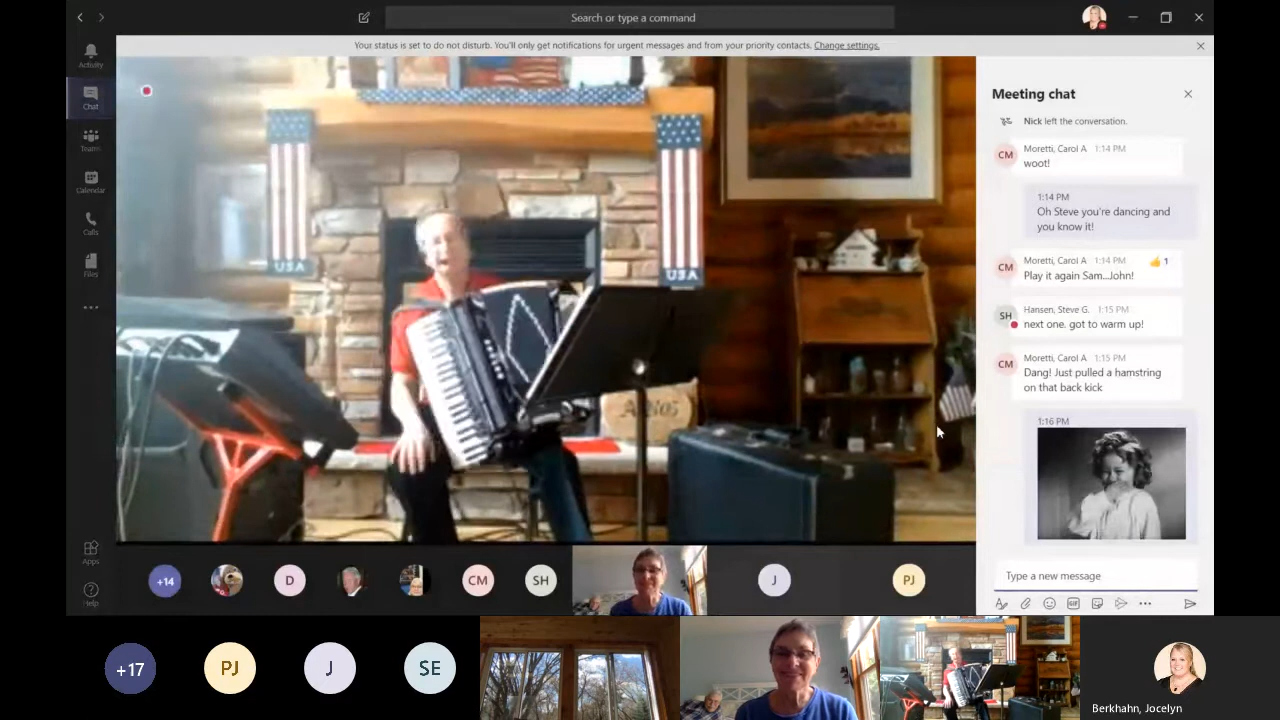 Search or type a command
Your status is set to do not disturb. You'll only get notifications for urgent messages and from your priority contacts. Change settings.
Activity
Chat
Teams
Calendar
Calls
Files
Apps
Help
USA
USA
Meeting chat
Nick left the conversation.
CM
Moretti, Carol A 1:14 PM
woot!
1:14 PM
Oh Steve you're dancing and
you know it!
CM
Moretti, Carol A 1:14 PM
👍 1
Play it again Sam...John!
SH
Hansen, Steve G. 1:15 PM
next one. got to warm up!
CM
Moretti, Carol A 1:15 PM
Dang! Just pulled a hamstring
on that back kick
1:16 PM
Type a new message
GIF
+14
D
CM
SH
J
PJ
+17
PJ
J
SE
Berkhahn, Jocelyn